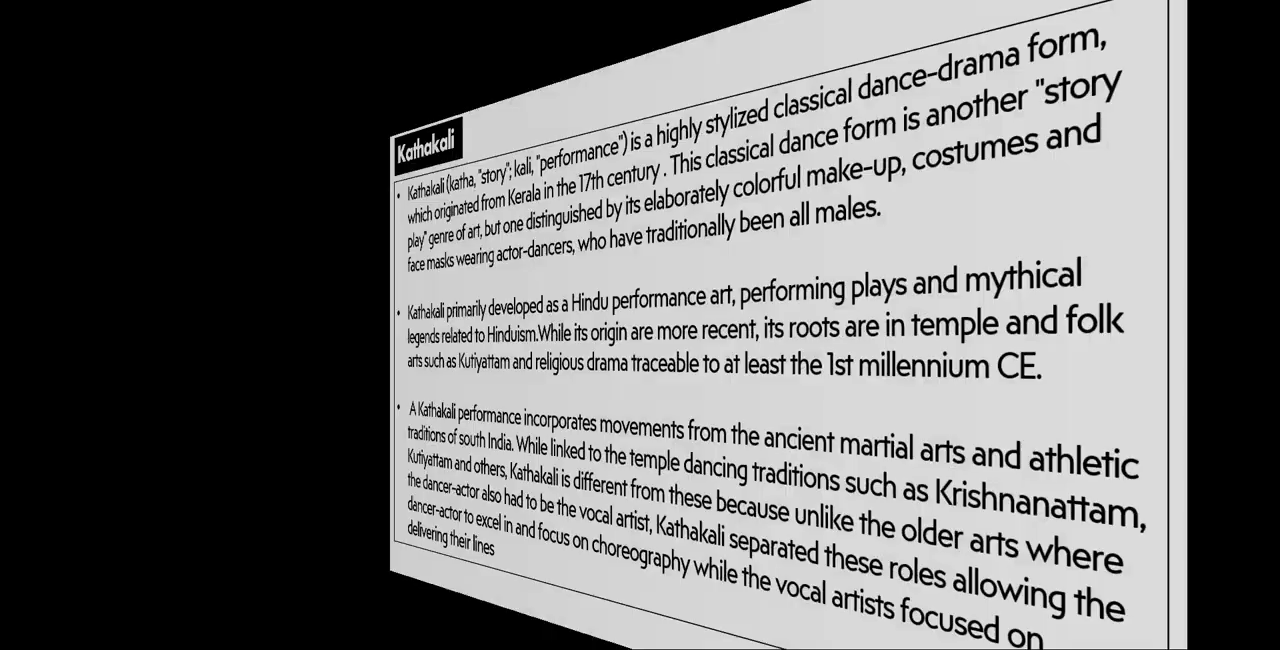 Kathakali
• Kathakali (katha, "story"; kali, "performance") is a highly stylized classical dance-drama form,
which originated from Kerala in the 17th century . This classical dance form is another "story
play" genre of art, but one distinguished by its elaborately colorful make-up, costumes and
face masks wearing actor-dancers, who have traditionally been all males.
• Kathakali primarily developed as a Hindu performance art, performing plays and mythical
legends related to Hinduism.While its origin are more recent, its roots are in temple and folk
arts such as Kutiyattam and religious drama traceable to at least the 1st millennium CE.
• A Kathakali performance incorporates movements from the ancient martial arts and athletic
traditions of south India. While linked to the temple dancing traditions such as Krishnanattam,
Kutiyattam and others, Kathakali is different from these because unlike the older arts where
the dancer-actor also had to be the vocal artist, Kathakali separated these roles allowing the
dancer-actor to excel in and focus on choreography while the vocal artists focused on
delivering their lines